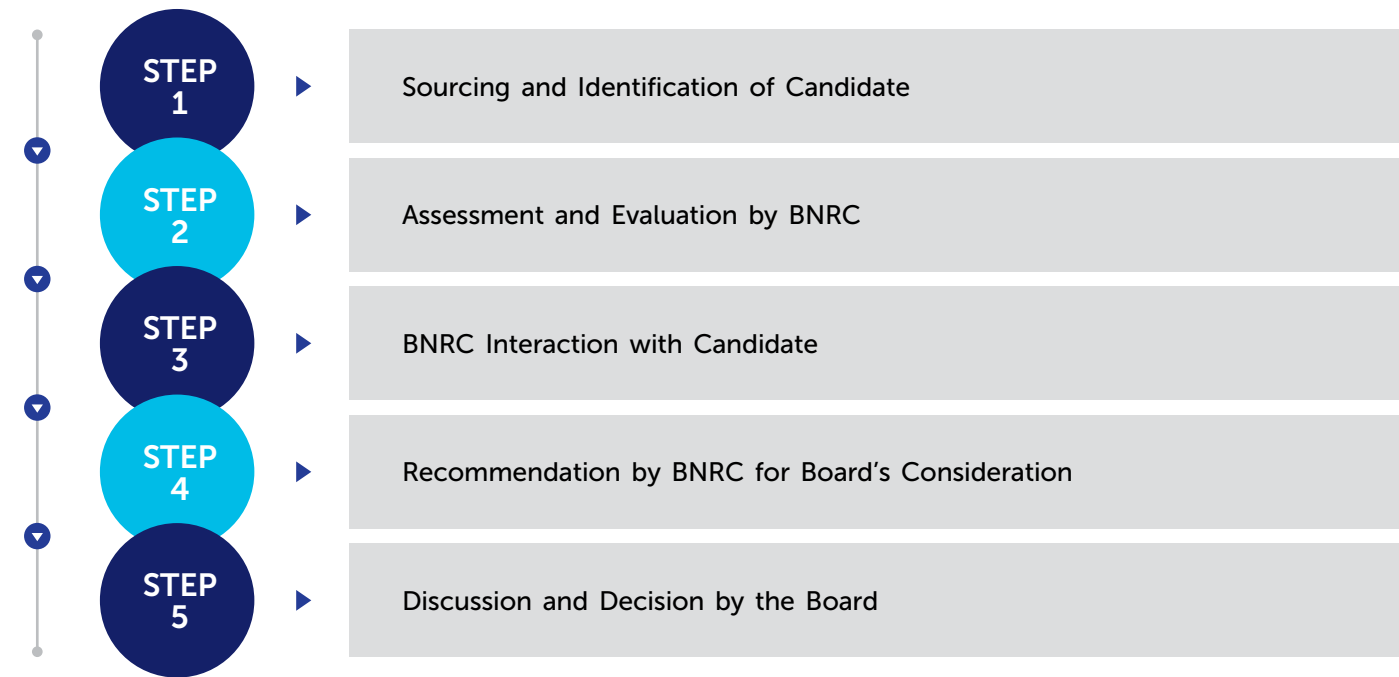 STEP
1
Sourcing and Identification of Candidate
STEP
2
Assessment and Evaluation by BNRC
STEP
3
BNRC Interaction with Candidate
STEP
4
Recommendation by BNRC for Board's Consideration
STEP
5
Discussion and Decision by the Board